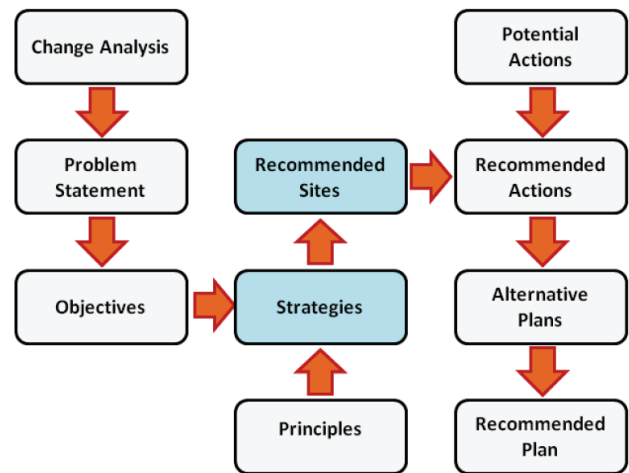 Change Analysis
Problem
Statement
Objectives
Recommended
Sites
Strategies
Principles
Potential
Actions
Recommended
Actions
Alternative
Plans
Recommended
Plan